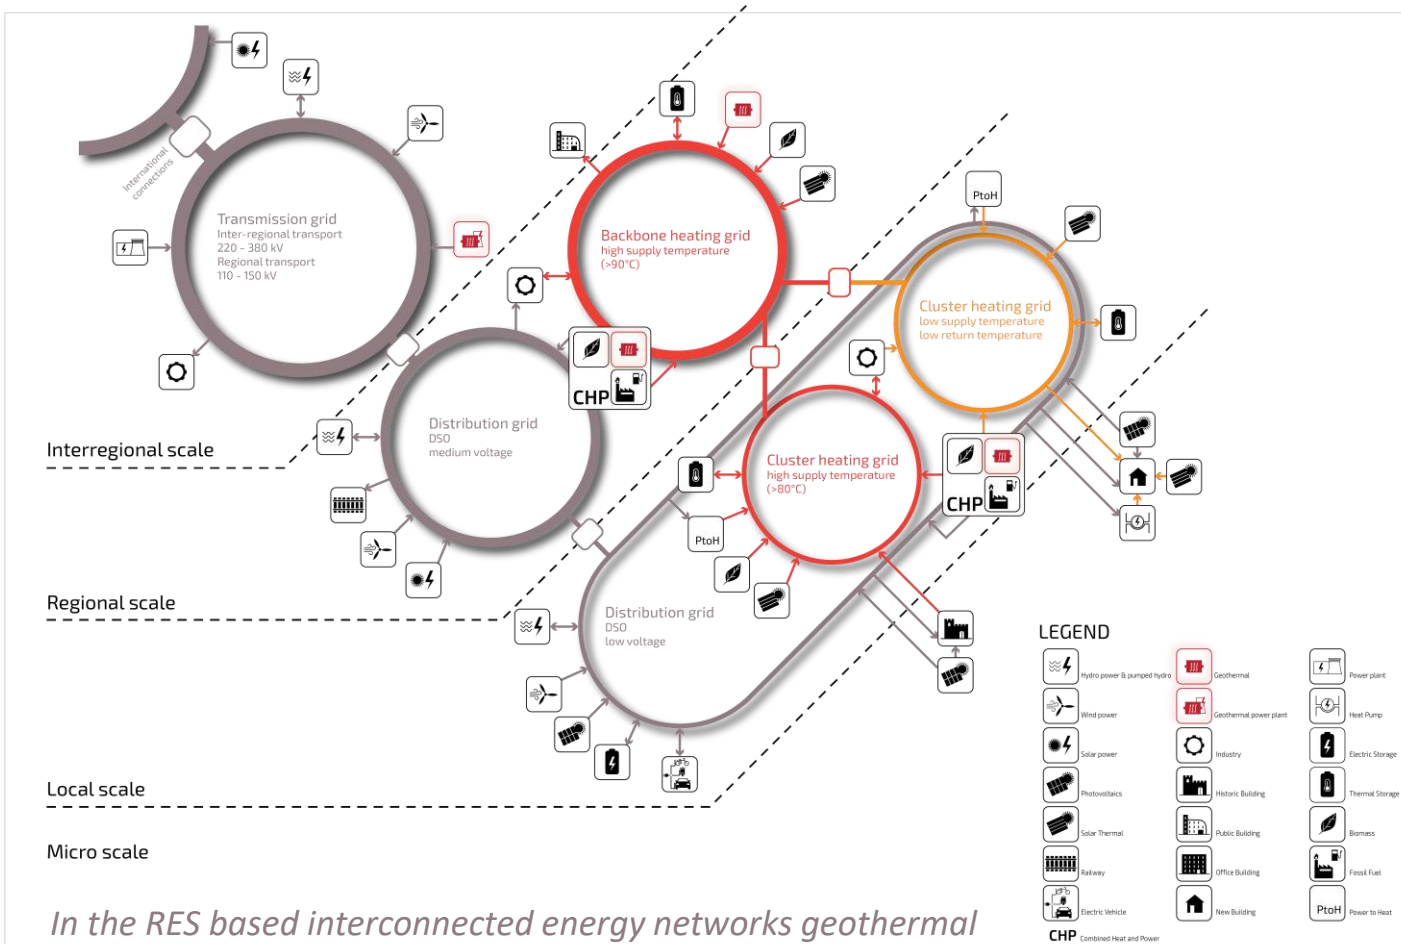 International
connections
Transmission grid
Inter-regional transport
220 - 380 kV
Regional transport
110 - 150 kV
Backbone heating grid
high supply temperature
(>90°C)
PtoH
Cluster heating grid
low supply temperature
low return temperature
CHP
Distribution grid
DSO
medium voltage
Interregional scale
Cluster heating grid
high supply temperature
(>80°C)
CHP
PtoH
Regional scale
Distribution grid
DSO
low voltage
Local scale
Micro scale
LEGEND
Hydro power & pumped hydro
Geothermal
Power plant
Wind power
Geothermal power plant
Heat Pump
Solar power
Industry
Electric Storage
Photovoltaics
Historic Building
Thermal Storage
Solar Thermal
Public Building
Biomass
Railway
Office Building
Fossil Fuel
Electric Vehicle
New Building
PtoH Power to Heat
CHP Combined Heat and Power
In the RES based interconnected energy networks geothermal